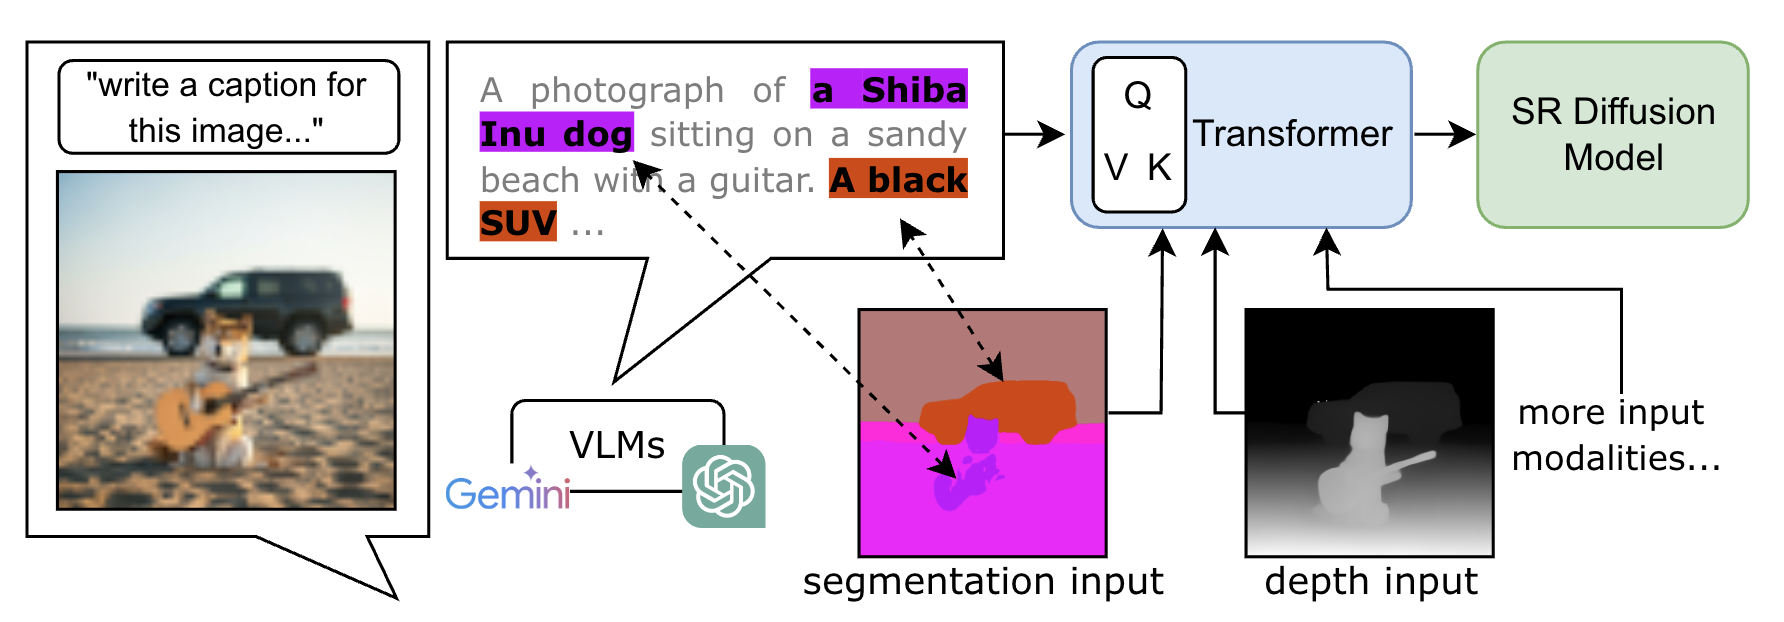 "write a caption for
this image..."
A photograph of a Shiba
Inu dog sitting on a sandy
beach with a guitar. A black
SUV ...
VLMs
Gemini
Q
V K
Transformer
SR Diffusion
Model
segmentation input
depth input
more input
modalities...